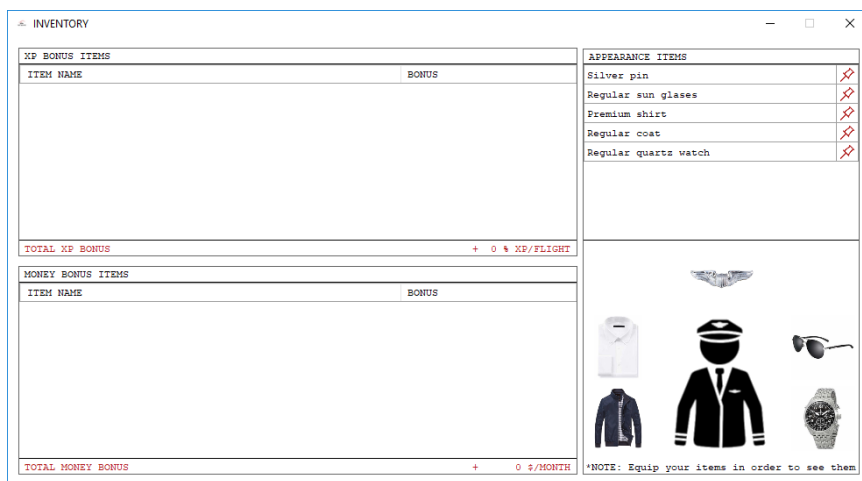 INVENTORY
XP BONUS ITEMS
ITEM NAME BONUS
TOTAL XP BONUS + 0 % XP/FLIGHT
MONEY BONUS ITEMS
ITEM NAME BONUS
TOTAL MONEY BONUS + 0 $/MONTH
APPEARANCE ITEMS
Silver pin
Regular sun glases
Premium shirt
Regular coat
Regular quartz watch
*NOTE: Equip your items in order to see them